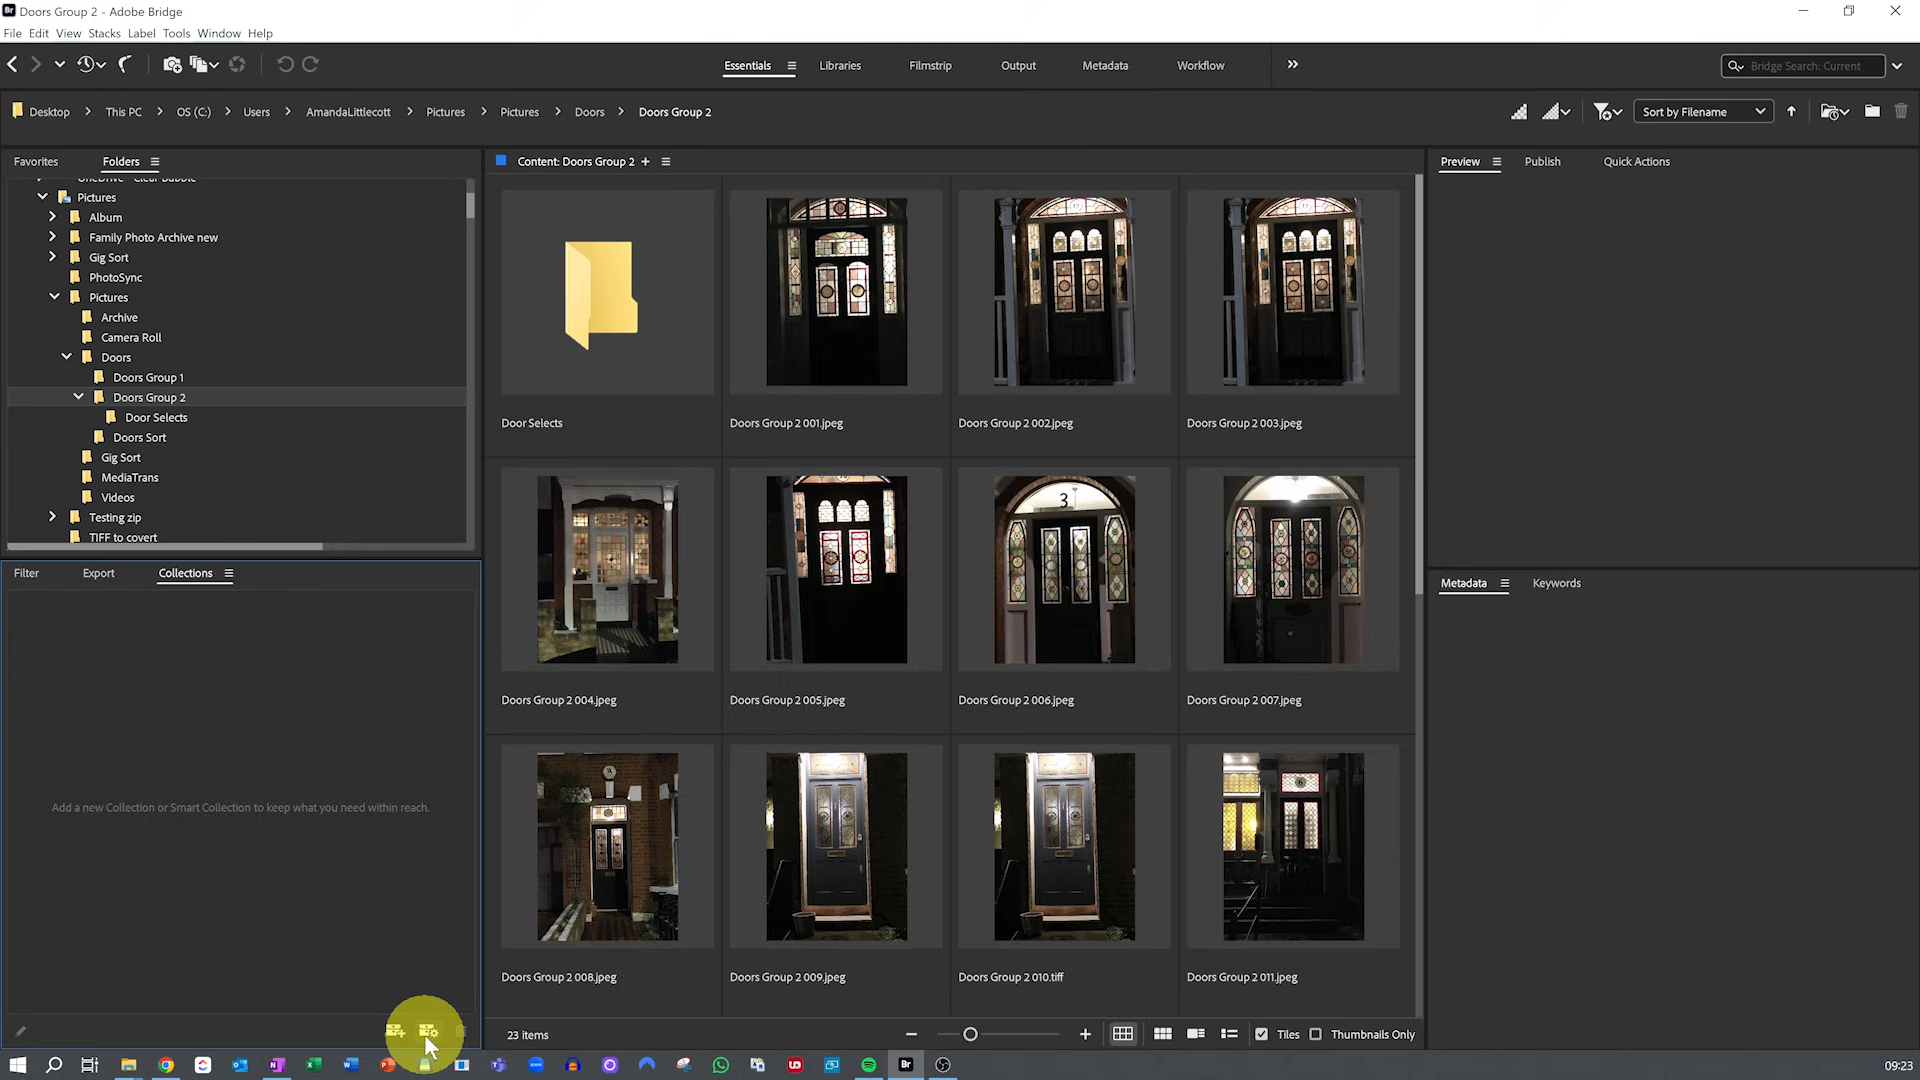 Br Doors Group 2 - Adobe Bridge
File Edit View Stacks Label Tools Window Help
Essentials Libraries Filmstrip Output Metadata Workflow
Bridge Search: Current
Desktop This PC OS (C:) Users AmandaLittlecott Pictures Pictures Doors Doors Group 2
Sort by Filename
Favorites Folders
Content: Doors Group 2
Preview Publish Quick Actions
OneDrive - Clear Bubble
Pictures
Album
Family Photo Archive new
Gig Sort
PhotoSync
Pictures
Archive
Camera Roll
Doors
Doors Group 1
Doors Group 2
Door Selects
Doors Sort
Gig Sort
MediaTrans
Videos
Testing zip
TIFF to covert
Door Selects
Doors Group 2 001.jpeg
Doors Group 2 002.jpeg
Doors Group 2 003.jpeg
3
Doors Group 2 004.jpeg
Doors Group 2 005.jpeg
Doors Group 2 006.jpeg
Doors Group 2 007.jpeg
Doors Group 2 008.jpeg
Doors Group 2 009.jpeg
Doors Group 2 010.tiff
Doors Group 2 011.jpeg
Filter Export Collections
Add a new Collection or Smart Collection to keep what you need within reach.
Metadata Keywords
23 items
Tiles Thumbnails Only
Br
09:23